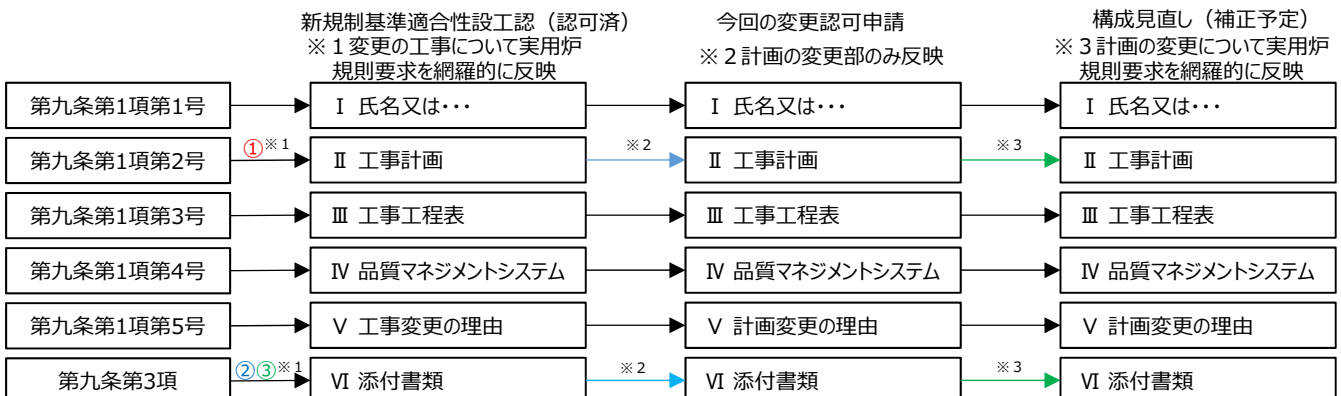 新規制基準適合性設工認（認可済）
※１変更の工事について実用炉
規則要求を網羅的に反映
今回の変更認可申請
※２計画の変更部のみ反映
構成見直し（補正予定）
※３計画の変更について実用炉
規則要求を網羅的に反映
第九条第1項第1号
Ⅰ 氏名又は・・・
Ⅰ 氏名又は・・・
Ⅰ 氏名又は・・・
第九条第1項第2号
①※１
Ⅱ 工事計画
※２
Ⅱ 工事計画
※３
Ⅱ 工事計画
第九条第1項第3号
Ⅲ 工事工程表
Ⅲ 工事工程表
Ⅲ 工事工程表
第九条第1項第4号
Ⅳ 品質マネジメントシステム
Ⅳ 品質マネジメントシステム
Ⅳ 品質マネジメントシステム
第九条第1項第5号
Ⅴ 工事変更の理由
Ⅴ 計画変更の理由
Ⅴ 計画変更の理由
第九条第3項
②③※１
Ⅵ 添付書類
※２
Ⅵ 添付書類
※３
Ⅵ 添付書類